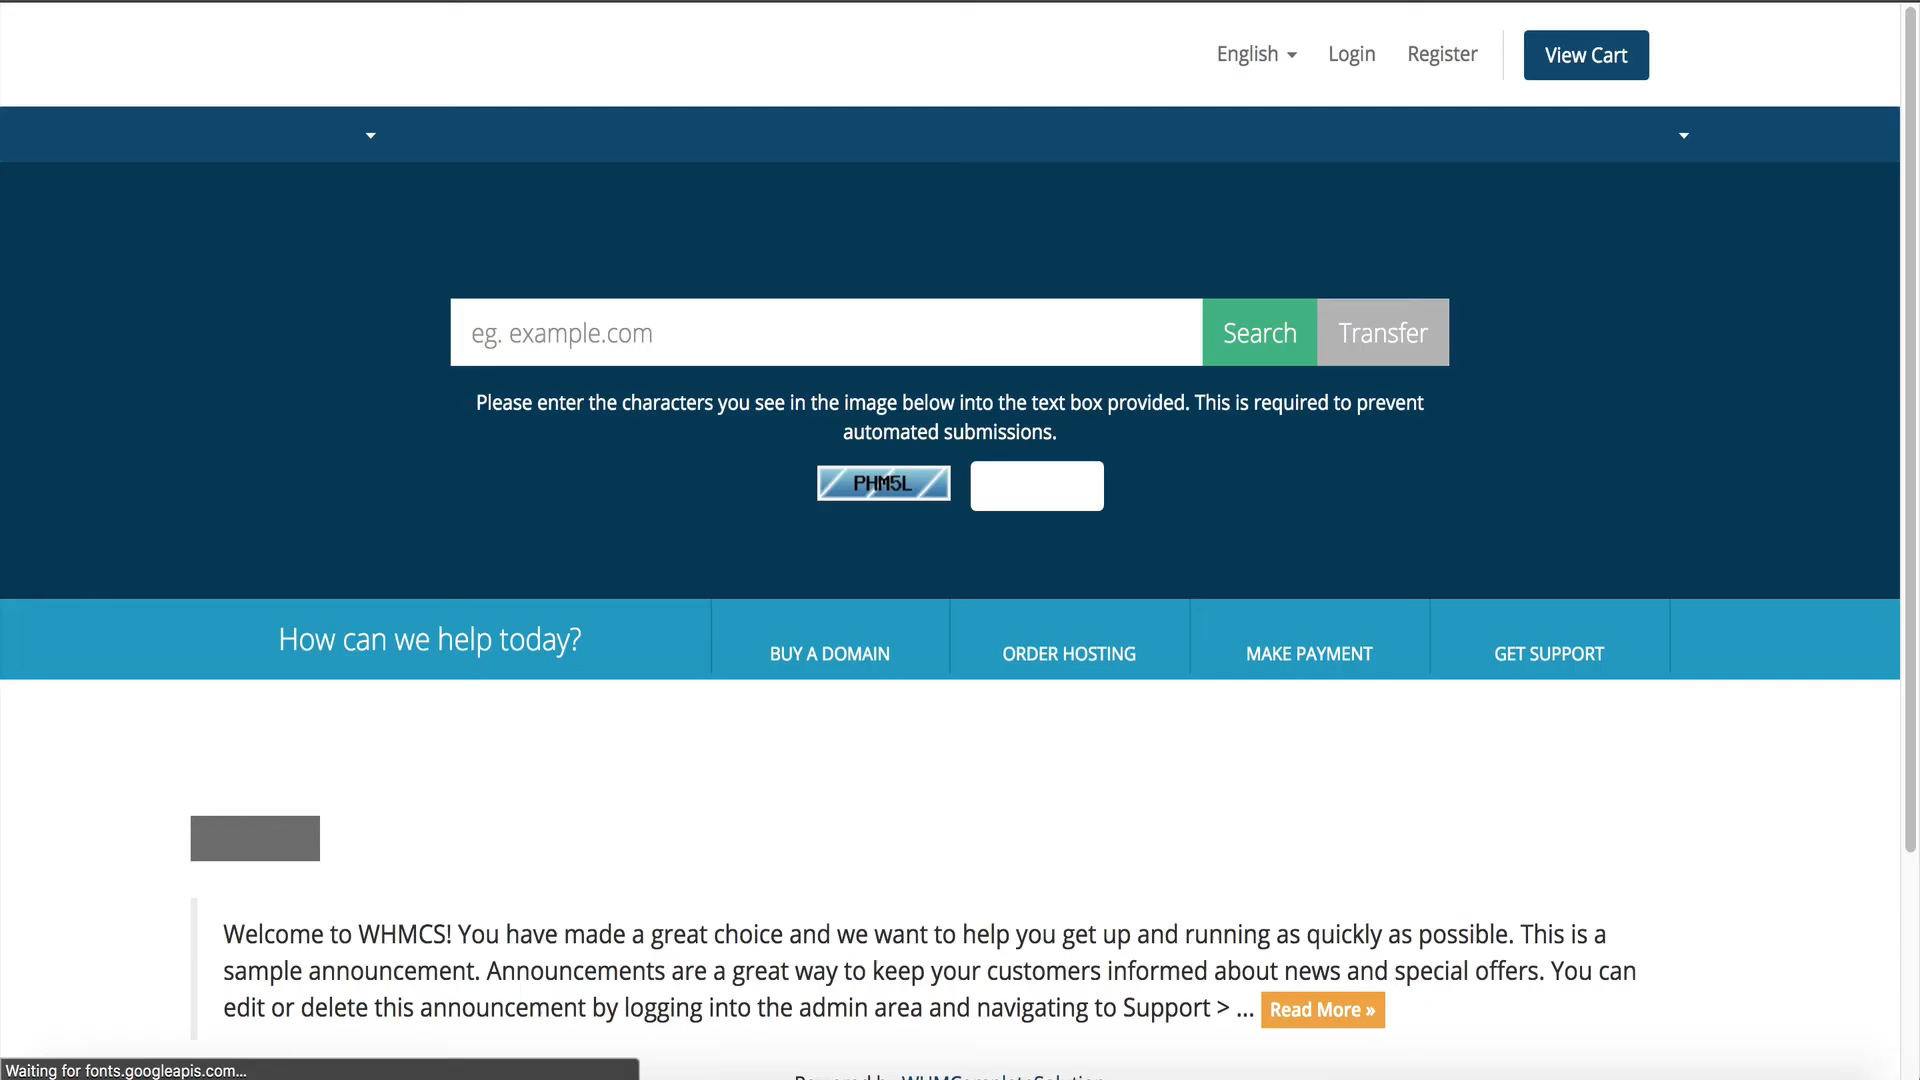 English
Login
Register
View Cart
eg. example.com
Search
Transfer
Please enter the characters you see in the image below into the text box provided. This is required to prevent
automated submissions.
PHM5L
How can we help today?
BUY A DOMAIN
ORDER HOSTING
MAKE PAYMENT
GET SUPPORT
Welcome to WHMCS! You have made a great choice and we want to help you get up and running as quickly as possible. This is a
sample announcement. Announcements are a great way to keep your customers informed about news and special offers. You can
edit or delete this announcement by logging into the admin area and navigating to Support > ... Read More »
Waiting for fonts.googleapis.com...
Powered by WHMCompleteSolution